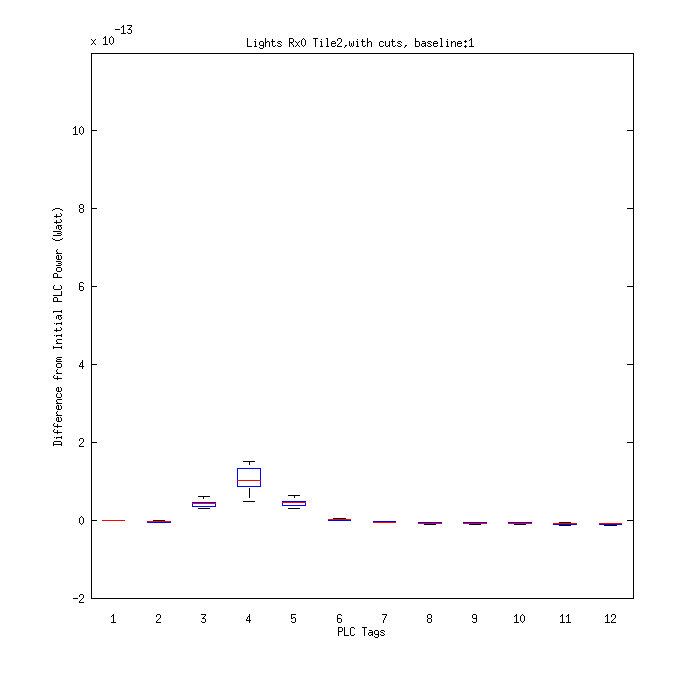 x 10 -13
Lights Rx0 Tile2,with cuts, baseline:1
Difference from Initial PLC Power (Watt)
10
8
6
4
2
0
-2
1 2 3 4 5 6 7 8 9 10 11 12
PLC Tags